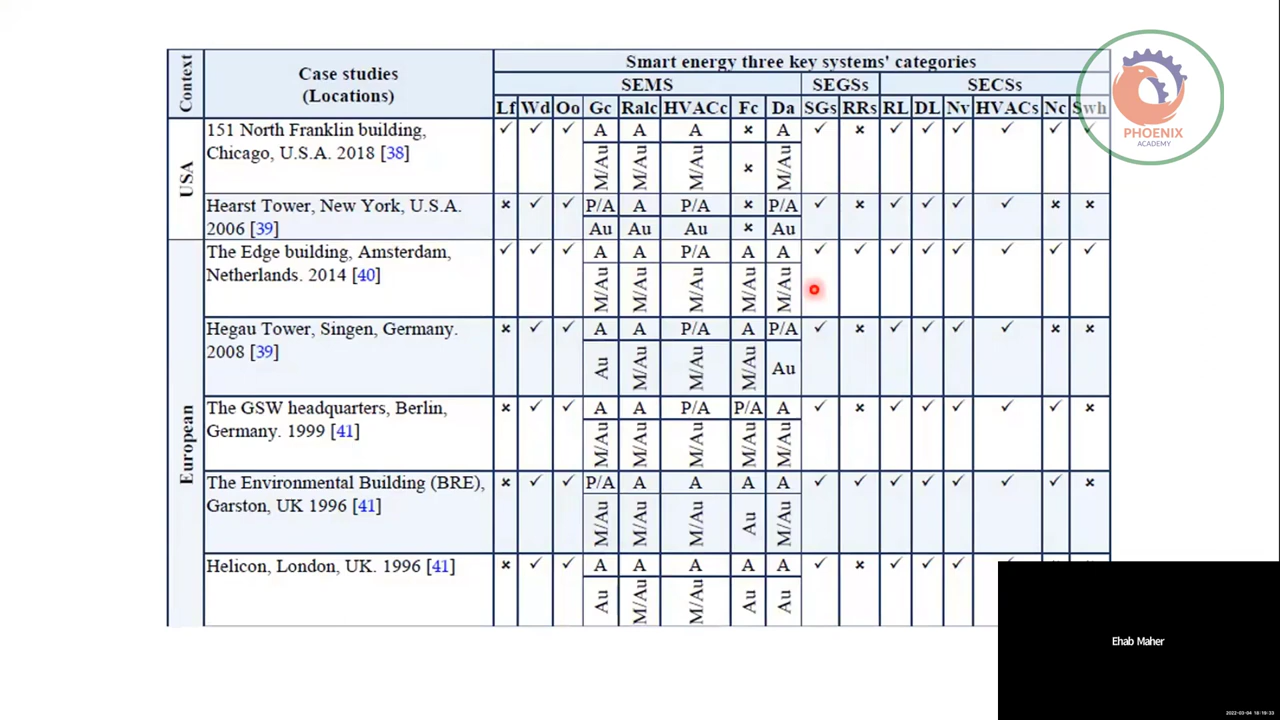 Context
Case studies
(Locations)
Smart energy three key systems' categories
SEMS SEGSs SECSs
Lf Wd Oo Gc Ralc HVACc Fc Da SGs RRs RL DL Nv HVACs Nc Swh
USA
151 North Franklin building,
Chicago, U.S.A. 2018 [38]
✓ ✓ ✓ A A A × A ✓ × ✓ ✓ ✓ ✓ ✓ ✓
M/Au M/Au M/Au × M/Au
Hearst Tower, New York, U.S.A.
2006 [39]
× ✓ ✓ P/A A P/A × P/A ✓ × ✓ ✓ ✓ ✓ × ×
Au Au Au × Au
European
The Edge building, Amsterdam,
Netherlands. 2014 [40]
✓ ✓ ✓ A A P/A A A ✓ ✓ ✓ ✓ ✓ ✓ ✓ ✓
M/Au M/Au M/Au M/Au M/Au
Hegau Tower, Singen, Germany.
2008 [39]
× ✓ ✓ A A P/A A P/A ✓ × ✓ ✓ ✓ ✓ × ×
Au M/Au M/Au M/Au Au
The GSW headquarters, Berlin,
Germany. 1999 [41]
× ✓ ✓ A A P/A P/A A ✓ × ✓ ✓ ✓ ✓ ✓ ×
M/Au M/Au M/Au M/Au M/Au
The Environmental Building (BRE),
Garston, UK 1996 [41]
× ✓ ✓ P/A A A A A ✓ ✓ ✓ ✓ ✓ ✓ ✓ ×
M/Au M/Au M/Au Au M/Au
Helicon, London, UK. 1996 [41]
× ✓ ✓ A A A A A ✓ × ✓ ✓ ✓
Au M/Au M/Au Au Au
PHOENIX
ACADEMY
Ehab Maher
2022-03-04 18:19:33